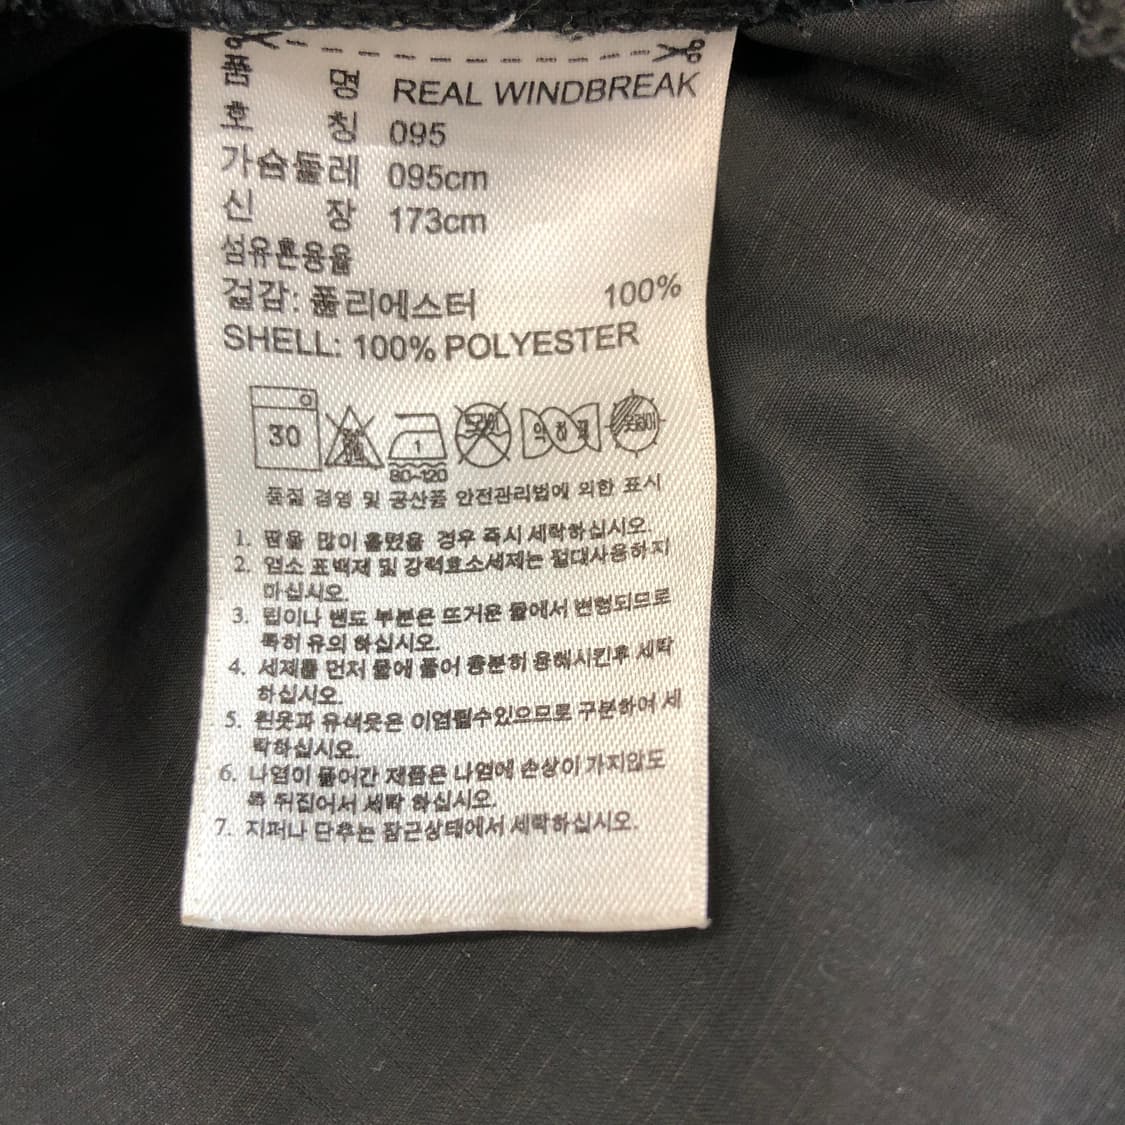 품 명 REAL WINDBREAK
호 칭 095
가슴둘레 095cm
신 장 173cm
섬유혼용율
겉감: 폴리에스터 100%
SHELL: 100% POLYESTER
30 1 80~120 드라이 약하게 옷걸이
품질 경영 및 공산품 안전관리법에 의한 표시
1. 땀을 많이 흘렸을 경우 즉시 세탁하십시오.
2. 염소 표백제 및 강력효소세제는 절대사용하지
마십시오.
3. 립이나 밴드 부분은 뜨거운 물에서 변형되므로
특히 유의 하십시오.
4. 세제를 먼저 물에 풀어 충분히 용해시킨후 세탁
하십시오.
5. 흰옷과 유색옷은 이염될수있으므로 구분하여 세
탁하십시오.
6. 나염이 들어간 제품은 나염에 손상이 가지않도
록 뒤집어서 세탁 하십시오.
7. 지퍼나 단추는 잠근상태에서 세탁하십시오.